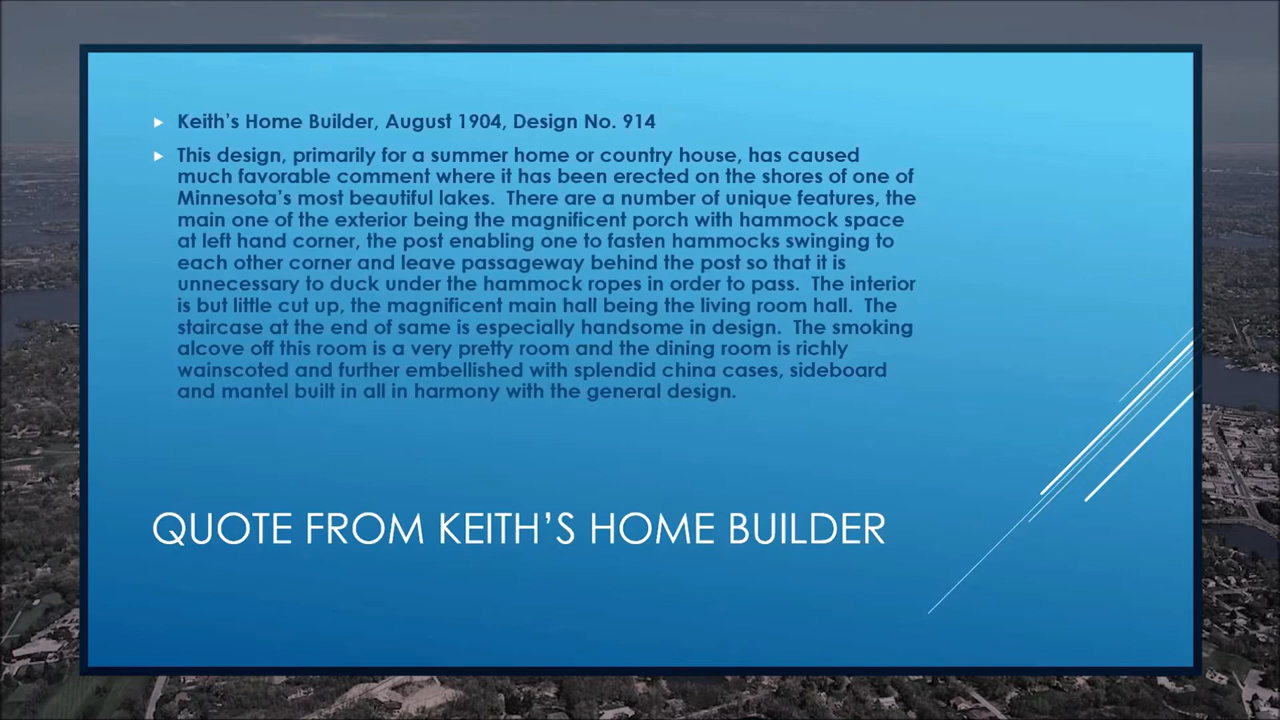 Keith's Home Builder, August 1904, Design No. 914
This design, primarily for a summer home or country house, has caused
much favorable comment where it has been erected on the shores of one of
Minnesota's most beautiful lakes.  There are a number of unique features, the
main one of the exterior being the magnificent porch with hammock space
at left hand corner, the post enabling one to fasten hammocks swinging to
each other corner and leave passageway behind the post so that it is
unnecessary to duck under the hammock ropes in order to pass.  The interior
is but little cut up, the magnificent main hall being the living room hall.  The
staircase at the end of same is especially handsome in design.  The smoking
alcove off this room is a very pretty room and the dining room is richly
wainscoted and further embellished with splendid china cases, sideboard
and mantel built in all in harmony with the general design.
QUOTE FROM KEITH'S HOME BUILDER